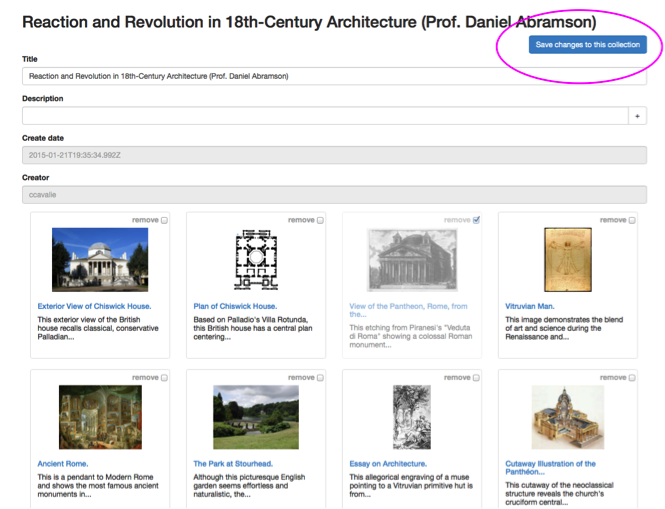 Reaction and Revolution in 18th-Century Architecture (Prof. Daniel Abramson)
Save changes to this collection
Title
Reaction and Revolution in 18th-Century Architecture (Prof. Daniel Abramson)
Description
+
Create date
2015-01-21T19:35:34.992Z
Creator
ccavalie
remove
Exterior View of Chiswick House.
This exterior view of the British
house recalls classical, conservative
Palladian...
remove
Plan of Chiswick House.
Based on Palladio's Villa Rotunda,
this British house has a central plan
centering...
remove
View of the Pantheon, Rome, from
the...
This etching from Piranesi's "Veduta
di Roma" showing a colossal Roman
monument...
remove
Vitruvian Man.
This image demonstrates the blend
of art and science during the
Renaissance and...
remove
Ancient Rome.
This is a pendant to Modern Rome
and shows the most famous ancient
monuments in...
remove
The Park at Stourhead.
Although this picturesque English
garden seems effortless and
naturalistic, the...
remove
Essay on Architecture.
This allegorical engraving of a muse
pointing to a Vitruvian primitive hut is
from...
remove
Cutaway Illustration of the
Panthéon...
This cutaway of the neoclassical
structure reveals the church's
cruciform central...